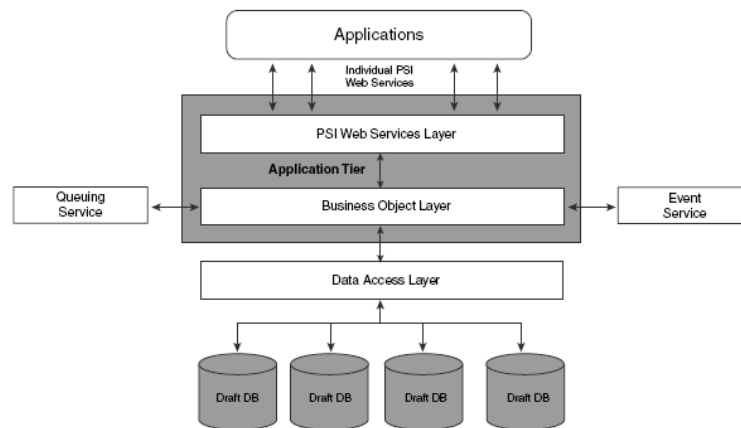 Applications
Individual PSI
Web Services
PSI Web Services Layer
Application Tier
Queuing
Service
Business Object Layer
Event
Service
Data Access Layer
Draft DB
Draft DB
Draft DB
Draft DB